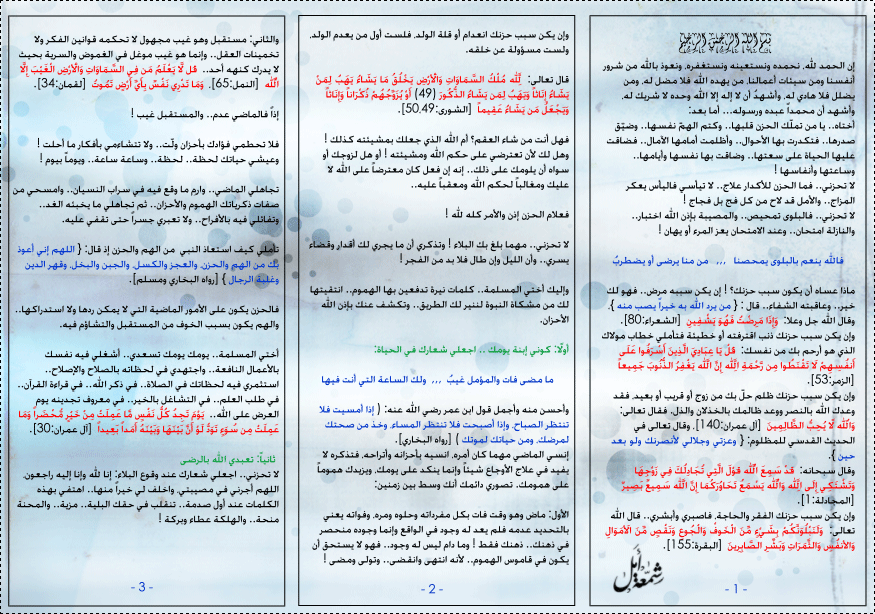 بسم الله الرحمن الرحيم
إن الحمد لله، نحمده ونستعينه ونستغفره، ونعوذ بالله من شرور
أنفسنا ومن سيئات أعمالنا، من يهده الله فلا مضل له، ومن
يضلل فلا هادي له، وأشهدُ أن لا إله إلا الله وحده لا شريك له،
وأشهد أن محمداً عبده ورسوله... أما بعد:
أختاه.. يا من تملّك الحزن قلبها.. وكتم الهمّ نفسها.. وضيّق
صدرها.. فتكدرت بها الأحوال.. وأظلمت أمامها الآمال.. فضاقت
عليها الحياة على سعتها.. وضاقت بها نفسها وأيامها..
وساعتها وأنفاسها !
لا تحزني.. فما الحزن للأكدار علاج.. لا تيأسي فاليأس يعكر
المزاج.. والأمل قد لاح من كل فج بل فجاج !
لا تحزني.. فالبلوى تمحيص.. والمصيبة بإذن الله اختبار..
والنازلة امتحان.. وعند الامتحان يعز المرء أو يهان !
فالله ينعم بالبلوى يمحصنا ،،، من منا يرضى أو يضطربُ
ماذا عساه أن يكون سبب حزنك؟ ! إن يكن سببه مرض.. فهو لك
خير.. وعاقبته الشفاء.. قال : { من يرد الله به خيراً يصب منه }،
وقال الله جل وعلا: وَإِذَا مَرِضْتُ فَهُوَ يَشْفِينِ [الشعراء:80].
وإن يكن سبب حزنك ذنب اقترفته أو خطيئة فتأملي خطاب مولاك
الذي هو أرحم بك من نفسك: قُلْ يَا عِبَادِيَ الَّذِينَ أَسْرَفُوا عَلَى
أَنفُسِهِمْ لَا تَقْنَطُوا مِن رَّحْمَةِ اللَّهِ إِنَّ اللَّهَ يَغْفِرُ الذُّنُوبَ جَمِيعاً
[الزمر:53].
وإن يكن سبب حزنك ظلم حلّ بك من زوج أو قريب أو بعيد، فقد
وعدك الله بالنصر ووعد ظالمك بالخذلان والذل، فقال تعالى:
وَاللَّهُ لَا يُحِبُّ الظَّالِمِينَ [آل عمران:140]. وقال تعالى في
الحديث القدسي للمظلوم: { وعزتي وجلالي لأنصرنك ولو بعد
حين }.
وقال سبحانه: قَدْ سَمِعَ اللَّهُ قَوْلَ الَّتِي تُجَادِلُكَ فِي زَوْجِهَا
وَتَشْتَكِي إِلَى اللَّهِ وَاللَّهُ يَسْمَعُ تَحَاوُرَكُمَا إِنَّ اللَّهَ سَمِيعٌ بَصِيرٌ
[المجادلة:1].
وإن يكن سبب حزنك الفقر والحاجة، فاصبري وأبشري.. قال الله
تعالى: وَلَنَبْلُوَنَّكُمْ بِشَيْءٍ مِّنَ الْخَوفْ وَالْجُوعِ وَنَقْصٍ مِّنَ الأَمَوَالِ
وَالأنفُسِ وَالثَّمَرَاتِ وَبَشِّرِ الصَّابِرِينَ [البقرة:155].
شمعة أمل
- 1 -
وإن يكن سبب حزنك انعدام أو قلة الولد، فلست أول من يعدم الولد،
ولست مسؤولة عن خلقه.
قال تعالى: لِلَّهِ مُلْكُ السَّمَاوَاتِ وَالْأَرْضِ يَخْلُقُ مَا يَشَاءُ يَهَبُ لِمَنْ
يَشَاءُ إِنَاثاً وَيَهَبُ لِمَن يَشَاءُ الذُّكُورَ (49) أَوْ يُزَوِّجُهُمْ ذُكْرَاناً وَإِنَاثاً
وَيَجْعَلُ مَن يَشَاءُ عَقِيماً [الشورى:50،49].
فهل أنت من شاء العقم؟ أم الله الذي جعلك بمشيئته كذلك !
وهل لك لأن تعترضي على حكم الله ومشيئته ! أو هل لزوجك أو
سواه أن يلومك على ذلك.. إنه إن فعل كان معترضاً على الله لا
عليك ومغالباً لحكم الله ومعقباً عليه..
فعلام الحزن إذن والأمر كله لله !
لا تحزني.. مهما بلغ بك البلاء ! وتذكري أن ما يجري لك أقدار وقضاء
يسري.. وأن الليل وإن طال فلا بد من الفجر !
وإليك أختي المسلمة.. كلمات نيرة تدفعين بها الهموم.. انتقيتها
لك من مشكاة النبوة لتنير لك الطريق.. وتكشف عنك بإذن الله
الأحزان.
أولًا: كوني إبنة يومك .. اجعلي شعارك في الحياة:
ما مضى فات والمؤمل غيبٌ ،،، ولك الساعة التي أنت فيها
وأحسن منه وأجمل قول ابن عمر رضي الله عنه: { إذا أمسيت فلا
تنتظر الصباح، وإذا أصبحت فلا تنتظر المساء، وخذ من صحتك
لمرضك، ومن حياتك لموتك } [رواه البخاري].
إنسي الماضي مهما كان أمره، انسيه بأحزانه وأتراحه، فتذكره لا
يفيد في علاج الأوجاع شيئاً وإنما ينكد على يومك، ويزيدك هموماً
على همومك. تصوري دائمك أنك وسط بين زمنين:
الأول: ماض وهو وقت فات بكل مفرداته وحلوه ومره، وفواته يعني
بالتحديد عدمه فلم يعد له وجود في الواقع وإنما وجوده منحصر
في ذهنك.. ذهنك فقط ! وما دام ليس له وجود.. فهو لا يستحق أن
يكون في قاموس الهموم.. لأنه انتهى وانقضى.. وتولى ومضى !
- 2 -
والثاني: مستقبل وهو غيب مجهول لا تحكمه قوانين الفكر ولا
تخمينات العقل.. وإنما هو غيب موغل في الغموض والسرية بحيث
لا يدرك كنهه أحد.. قُل لَّا يَعْلَمُ مَن فِي السَّمَاوَاتِ وَالْأَرْضِ الْغَيْبَ إِلَّا
اللَّهُ [النمل:65]، وَمَا تَدْرِي نَفْسٌ بِأَيِّ أَرْضٍ تَمُوتُ [لقمان:34].
إذاً فالماضي عدم.. والمستقبل غيب !
فلا تحطمي فؤادك بأحزان ولّت.. ولا تتشاءمي بأفكار ما أحلت !
وعيشي حياتك لحظة.. لحظة.. وساعة ساعة.. ويوماً بيوم !
تجاهلي الماضي.. وارم ما وقع فيه في سراب النسيان.. وامسحي من
صفات ذكرياتك الهموم والأحزان.. ثم تجاهلي ما يخبئه الغد..
وتفائلي فيه بالأفراح.. ولا تعبري جسراً حتى تقفي عليه.
تأملي كيف استعاذ النبي من الهم والحزن إذ قال: { اللهم إني أعوذ
بك من الهم والحزن، والعجز والكسل، والجبن والبخل، وقهر الدين
وغلبة الرجال } [رواه البخاري ومسلم].
فالحزن يكون على الأمور الماضية التي لا يمكن ردها ولا استدراكها..
والهم يكون بسبب الخوف من المستقبل والتشاؤم فيه.
أختي المسلمة.. يومك يومك تسعدي.. أشغلي فيه نفسك
بالأعمال النافعة.. واجتهدي في لحظاته بالصلاح والإصلاح..
استثمري فيه لحظاتك في الصلاة.. في ذكر الله.. في قراءة القرآن..
في طلب العلم.. في التشاغل بالخير.. في معروف تجدينه يوم
العرض على الله.. يَوْمَ تَجِدُ كُلُّ نَفْسٍ مَّا عَمِلَتْ مِنْ خَيْرٍ مُّحْضَراً وَمَا
عَمِلَتْ مِن سُوَءٍ تَوَدُّ لَوْ أَنَّ بَيْنَهَا وَبَيْنَهُ أَمَداً بَعِيداً [آل عمران:30].
ثانياً: تعبدي الله بالرضى
لا تحزني.. اجعلي شعارك عند وقوع البلاء: إنا لله وإنا إليه راجعون،
اللهم أجرني في مصيبتي، واخلف لي خيراً منها.. اهتفي بهذه
الكلمات عند أول صدمة.. تنقلب في حقك البلية.. مزية.. والمحنة
منحة.. والهلكة عطاء وبركة !
- 3 -